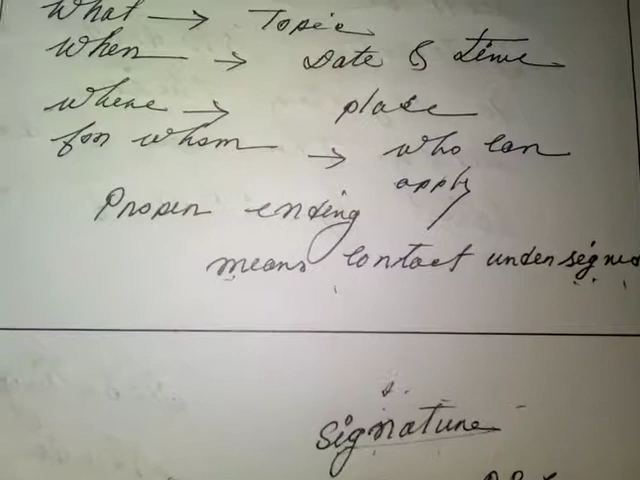 What → Topic
When → Date & Time
where → place
for whom → who can
apply
Proper ending
means contact undersigned
Signature